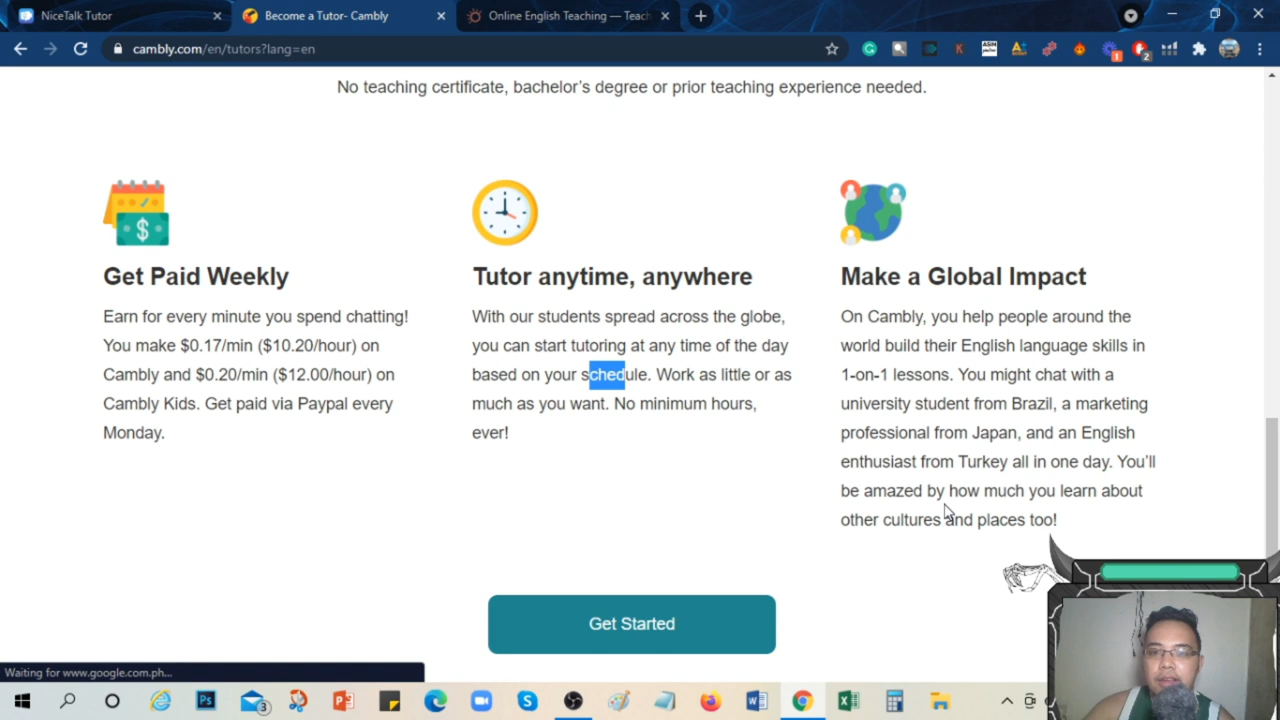 NiceTalk Tutor
Become a Tutor- Cambly
Online English Teaching — Teach
cambly.com/en/tutors?lang=en
No teaching certificate, bachelor's degree or prior teaching experience needed.
Get Paid Weekly
Earn for every minute you spend chatting!
You make $0.17/min ($10.20/hour) on
Cambly and $0.20/min ($12.00/hour) on
Cambly Kids. Get paid via Paypal every
Monday.
Tutor anytime, anywhere
With our students spread across the globe,
you can start tutoring at any time of the day
based on your schedule. Work as little or as
much as you want. No minimum hours,
ever!
Make a Global Impact
On Cambly, you help people around the
world build their English language skills in
1-on-1 lessons. You might chat with a
university student from Brazil, a marketing
professional from Japan, and an English
enthusiast from Turkey all in one day. You'll
be amazed by how much you learn about
other cultures and places too!
Get Started
Waiting for www.google.com.ph...